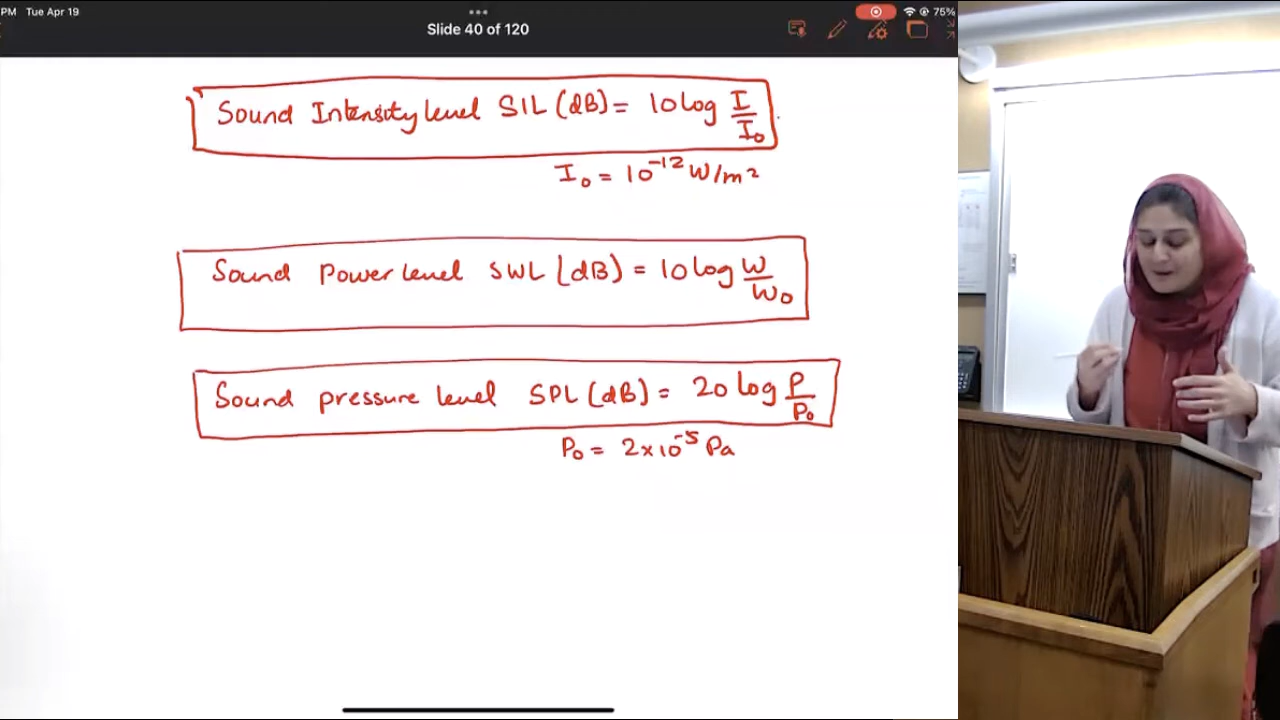 PM Tue Apr 19
75%
Slide 40 of 120
Sound Intensity level SIL (dB) = 10 log I/I₀
I₀ = 10⁻¹² W/m²
Sound Power level SWL (dB) = 10 log W/W₀
Sound pressure level SPL (dB) = 20 log P/P₀
P₀ = 2×10⁻⁵ Pa